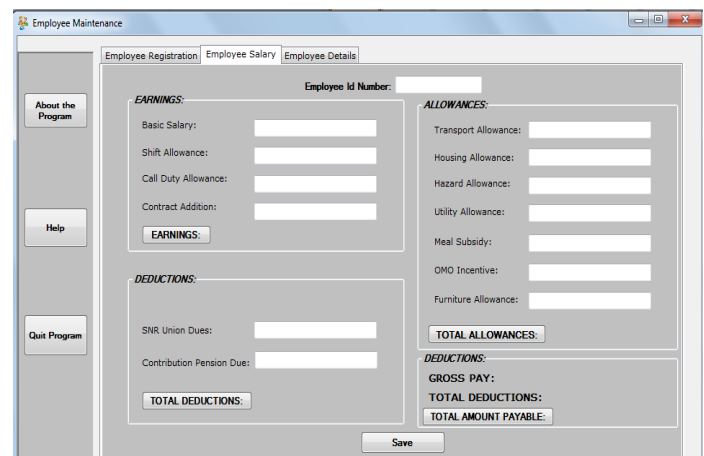 Employee Maintenance
Employee Registration Employee Salary Employee Details
About the
Program
Help
Quit Program
Employee Id Number:
EARNINGS:
Basic Salary:
Shift Allowance:
Call Duty Allowance:
Contract Addition:
EARNINGS:
DEDUCTIONS:
SNR Union Dues:
Contribution Pension Due:
TOTAL DEDUCTIONS:
ALLOWANCES:
Transport Allowance:
Housing Allowance:
Hazard Allowance:
Utility Allowance:
Meal Subsidy:
OMO Incentive:
Furniture Allowance:
TOTAL ALLOWANCES:
DEDUCTIONS:
GROSS PAY:
TOTAL DEDUCTIONS:
TOTAL AMOUNT PAYABLE:
Save